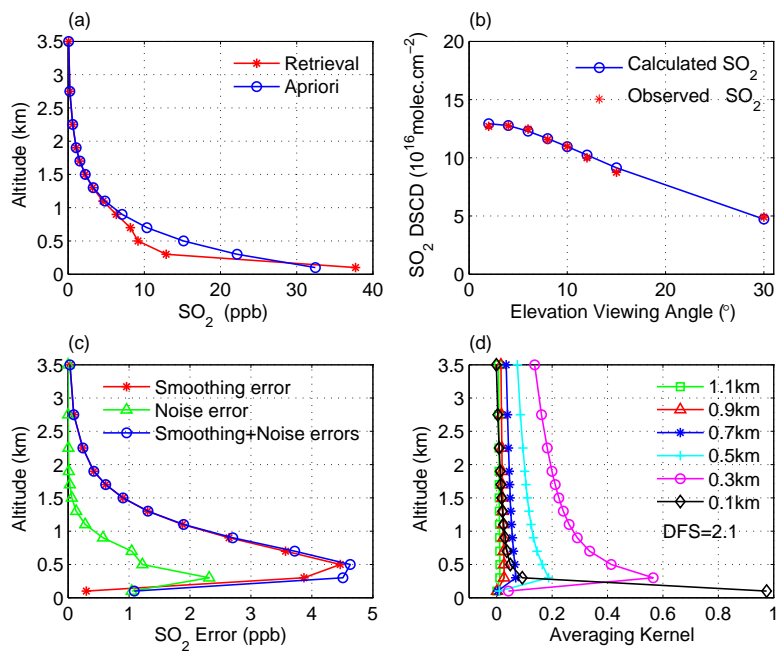 (a)
3.5
3
2.5
2
1.5
1
0.5
0
Altitude (km)
Retrieval
Apriori
0 10 20 30 40
SO2 (ppb)
(b)
20
15
10
5
0
SO2 DSCD (10^16molec.cm^-2)
Calculated SO2
Observed SO2
0 10 20 30
Elevation Viewing Angle (°)
(c)
3.5
3
2.5
2
1.5
1
0.5
0
Altitude (km)
Smoothing error
Noise error
Smoothing+Noise errors
0 1 2 3 4 5
SO2 Error (ppb)
(d)
3.5
3
2.5
2
1.5
1
0.5
0
Altitude (km)
1.1km
0.9km
0.7km
0.5km
0.3km
0.1km
DFS=2.1
0 0.2 0.4 0.6 0.8 1
Averaging Kernel